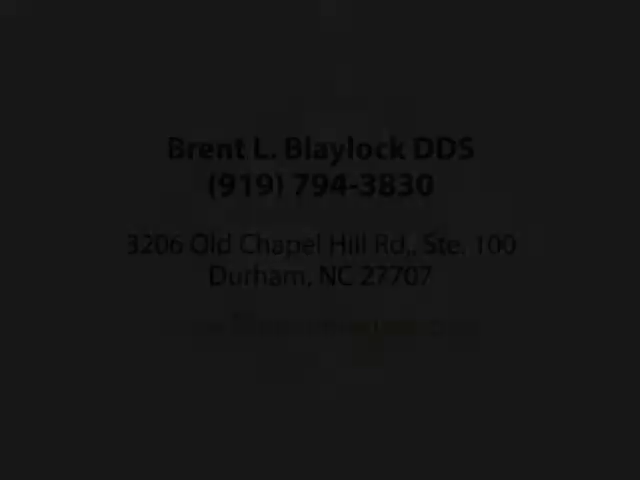 Brent L. Blaylock DDS
(919) 794-3830
3206 Old Chapel Hill Rd., Ste. 100
Durham, NC 27707